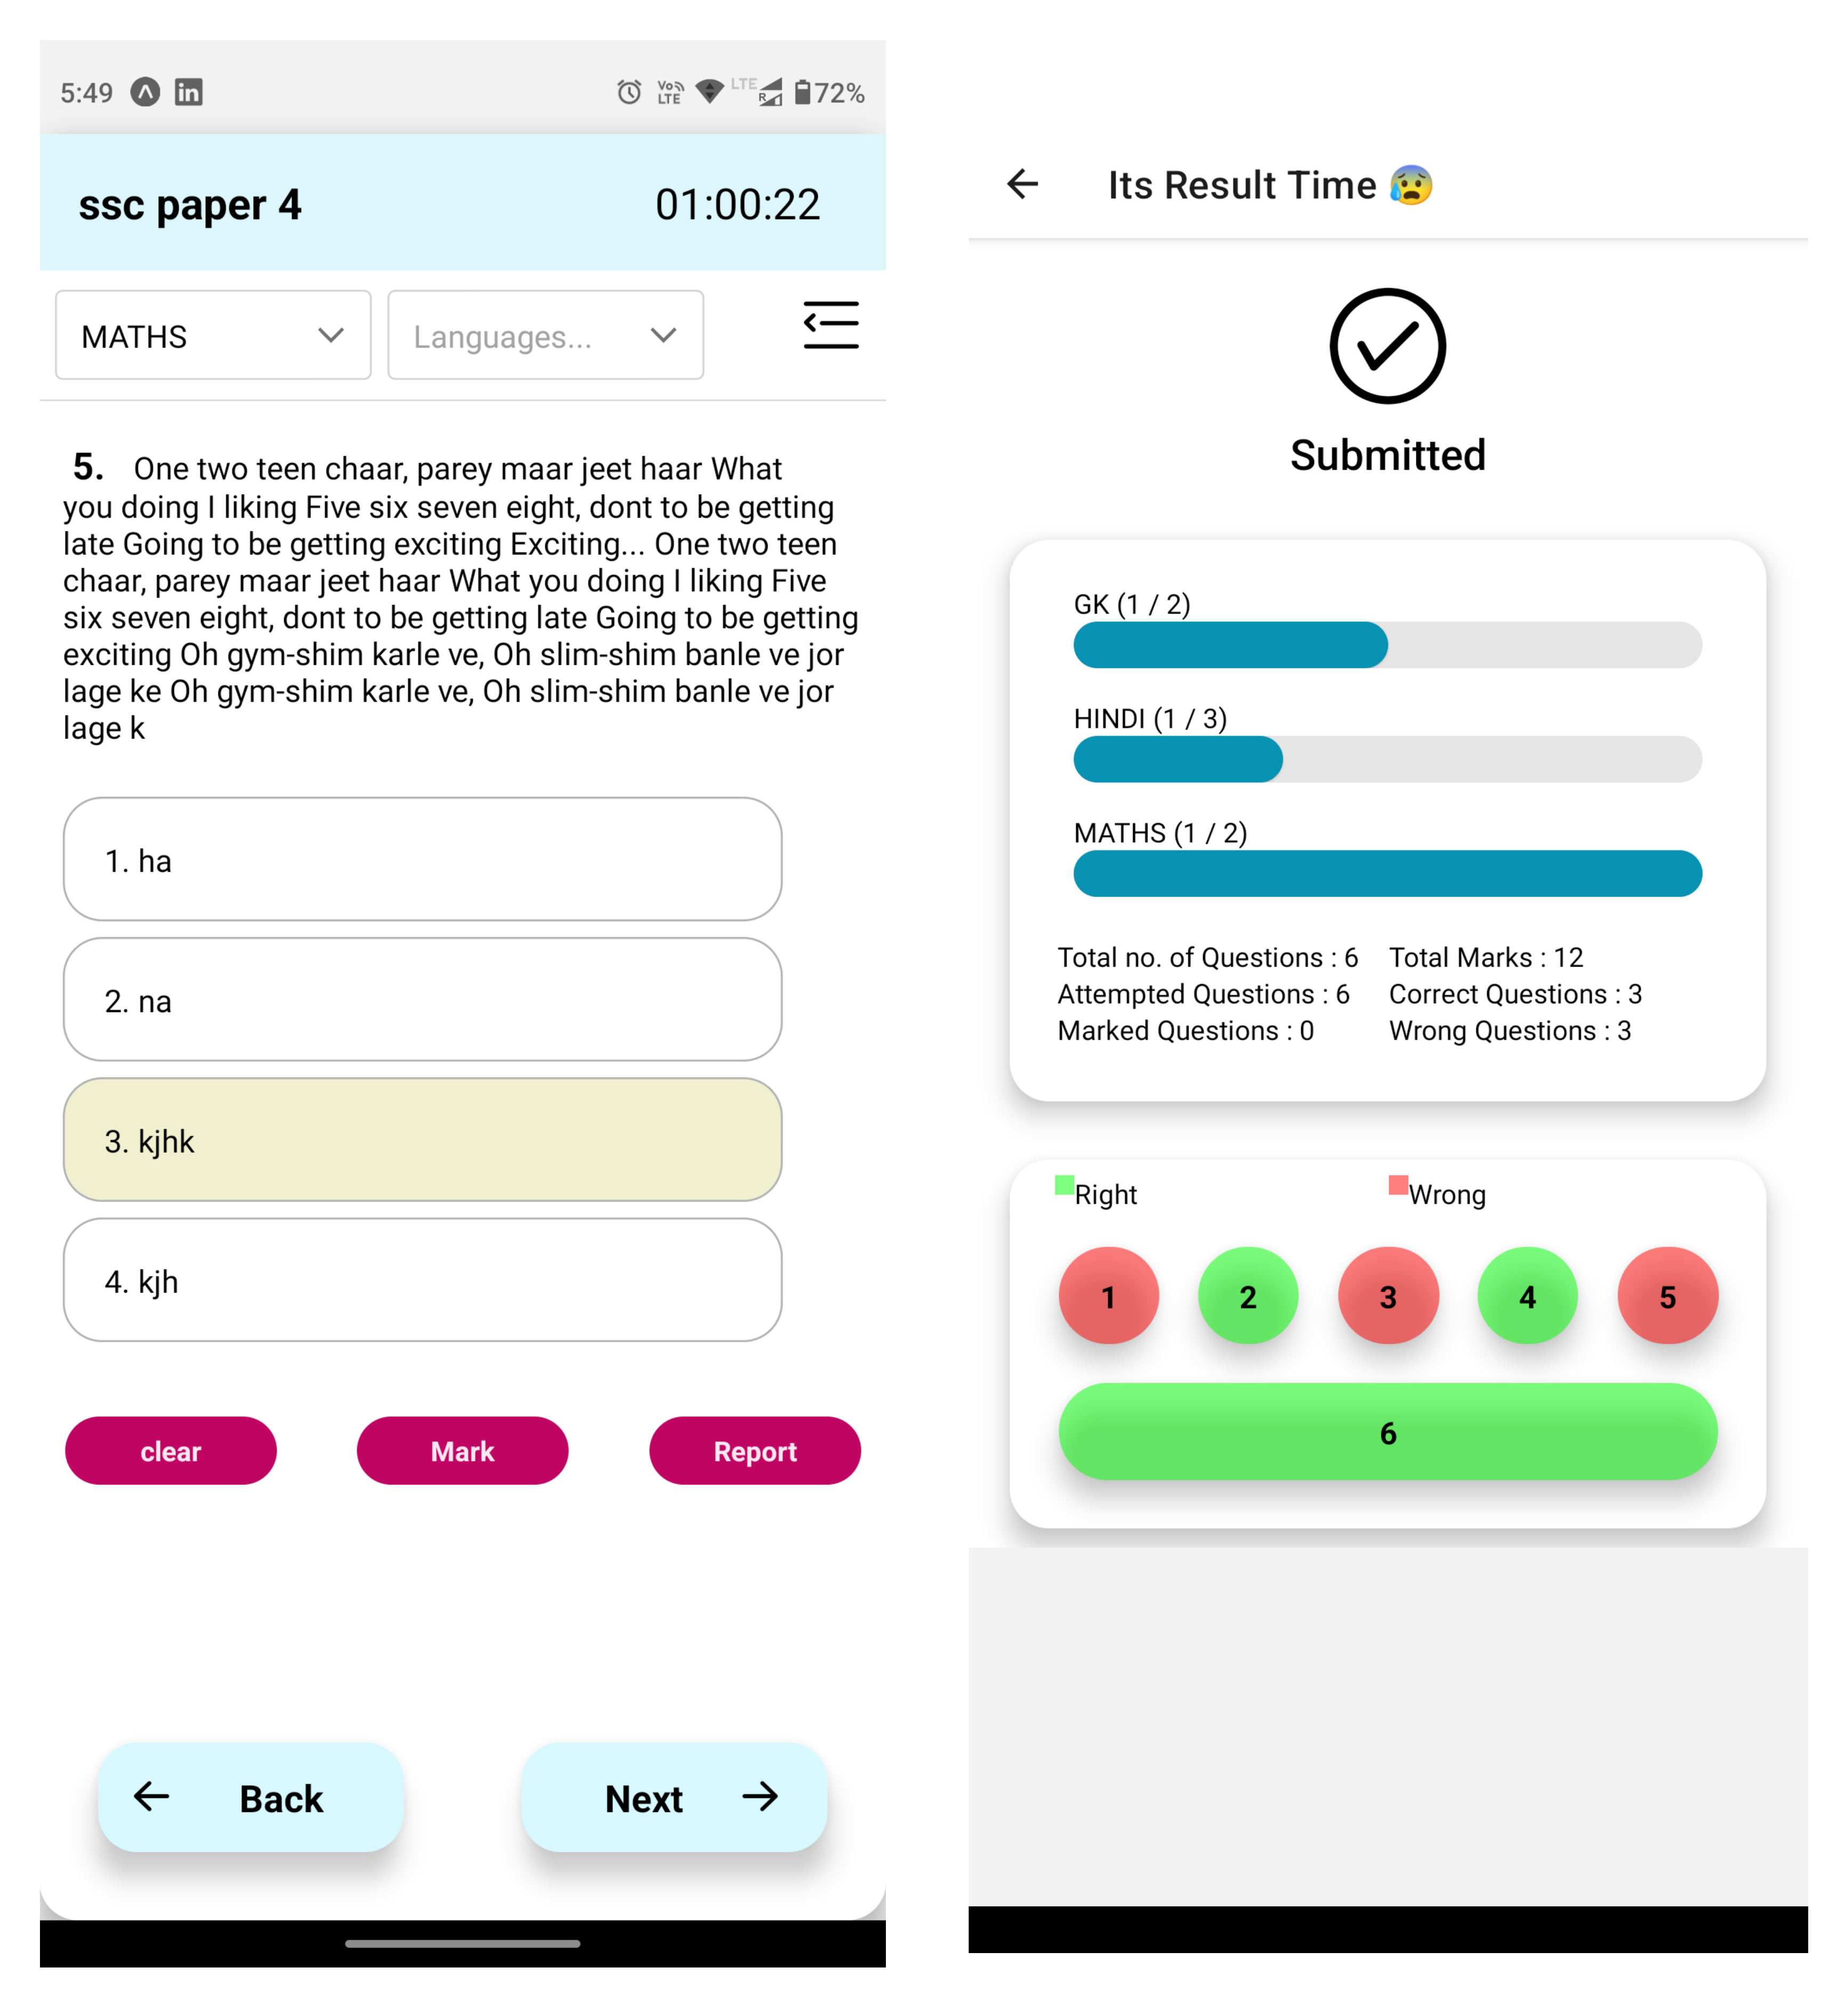 5:49
in
Vo
LTE
LTE
R
72%
ssc paper 4
01:00:22
MATHS
Languages...
5. One two teen chaar, parey maar jeet haar What
you doing I liking Five six seven eight, dont to be getting
late Going to be getting exciting Exciting... One two teen
chaar, parey maar jeet haar What you doing I liking Five
six seven eight, dont to be getting late Going to be getting
exciting Oh gym-shim karle ve, Oh slim-shim banle ve jor
lage ke Oh gym-shim karle ve, Oh slim-shim banle ve jor
lage k
1. ha
2. na
3. kjhk
4. kjh
clear
Mark
Report
Back
Next
Its Result Time 😰
Submitted
GK (1 / 2)
HINDI (1 / 3)
MATHS (1 / 2)
Total no. of Questions : 6
Total Marks : 12
Attempted Questions : 6
Correct Questions : 3
Marked Questions : 0
Wrong Questions : 3
Right
Wrong
1
2
3
4
5
6